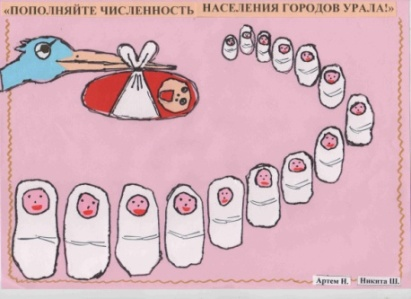 «ПОПОЛНЯЙТЕ ЧИСЛЕННОСТЬ НАСЕЛЕНИЯ ГОРОДОВ УРАЛА!»
Артем Н. Никита Ш.